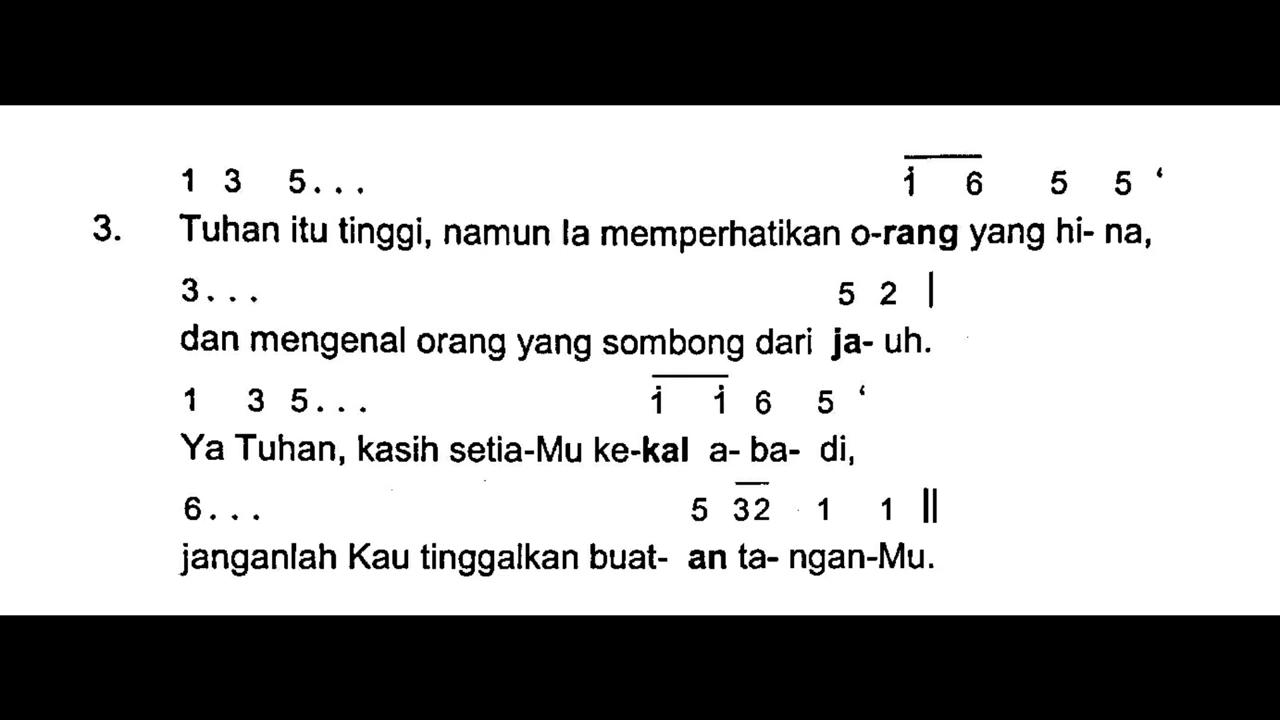 1 3 5... i̇ 6 5 5 ‘
3. Tuhan itu tinggi, namun Ia memperhatikan o-rang yang hi- na,
3... 5 2 |
dan mengenal orang yang sombong dari ja- uh.
1 3 5... 1̇ 1̇ 6 5 ‘
Ya Tuhan, kasih setia-Mu ke-kal a- ba- di,
6... 5 32 1 1 ||
janganlah Kau tinggalkan buat- an ta- ngan-Mu.